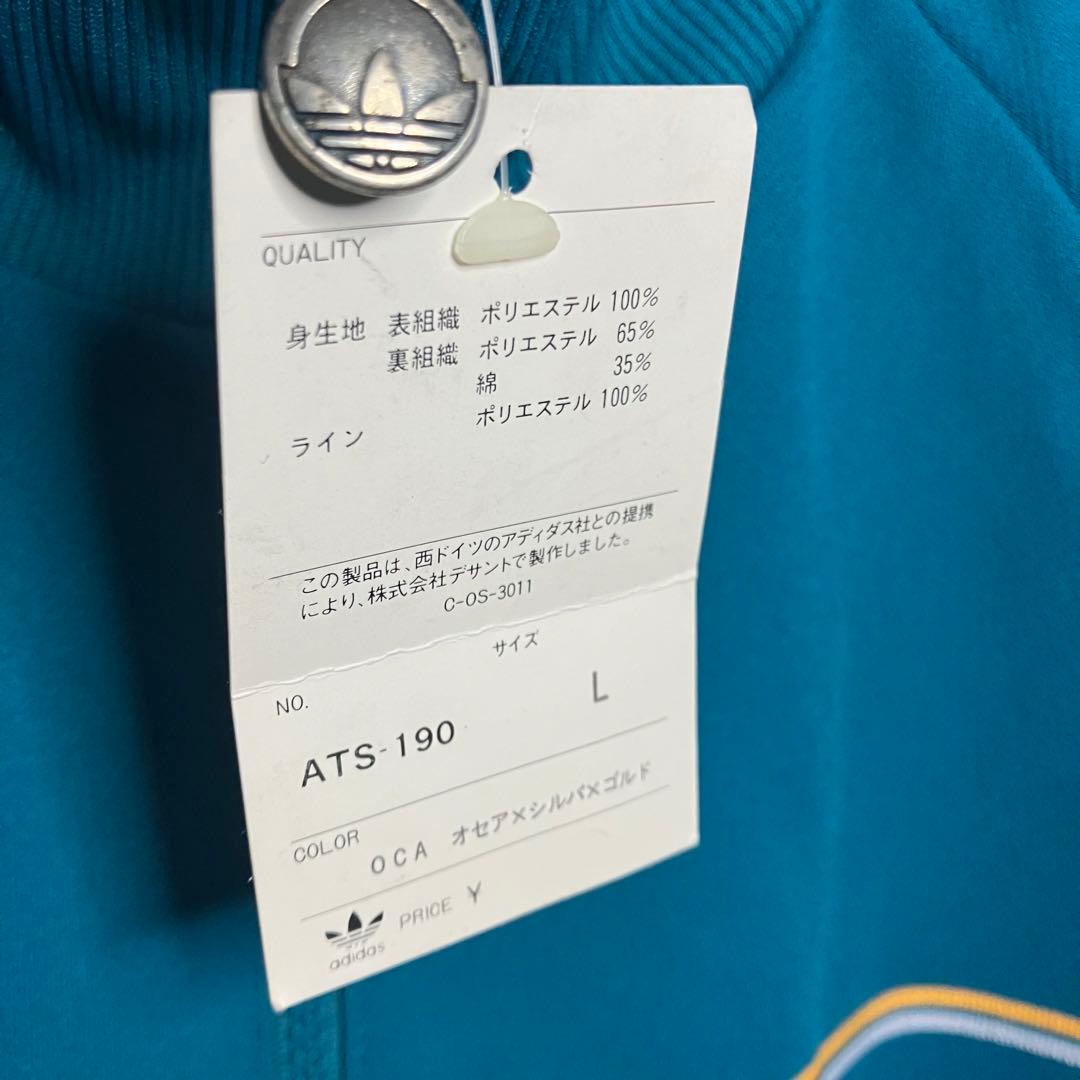 QUALITY
身生地 表組織 ポリエステル 100%
裏組織 ポリエステル 65%
綿 35%
ライン ポリエステル 100%
この製品は、西ドイツのアディダス社との提携
により、株式会社デサントで製作しました。
C-OS-3011
NO. サイズ
ATS-190 L
COLOR
OCA オセア×シルバ×ゴルド
adidas PRICE ¥